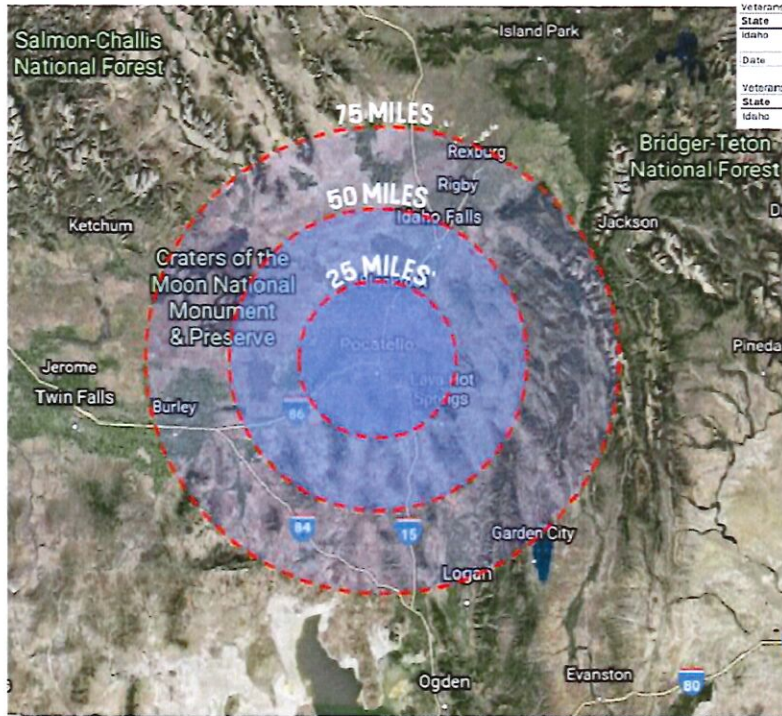 Veterans
State
Idaho
Date
Veterans
State
Idaho
Island Park
Salmon-Challis
National Forest
75 MILES
Rexburg
Bridger-Teton
National Forest
Rigby
50 MILES
Idaho Falls
Ketchum
Jackson
Craters of the
Moon National
Monument
& Preserve
25 MILES
Pocatello
Lava Hot
Springs
Jerome
Twin Falls
Burley
86
Pineda
84
15
Garden City
Logan
Ogden
Evanston
80